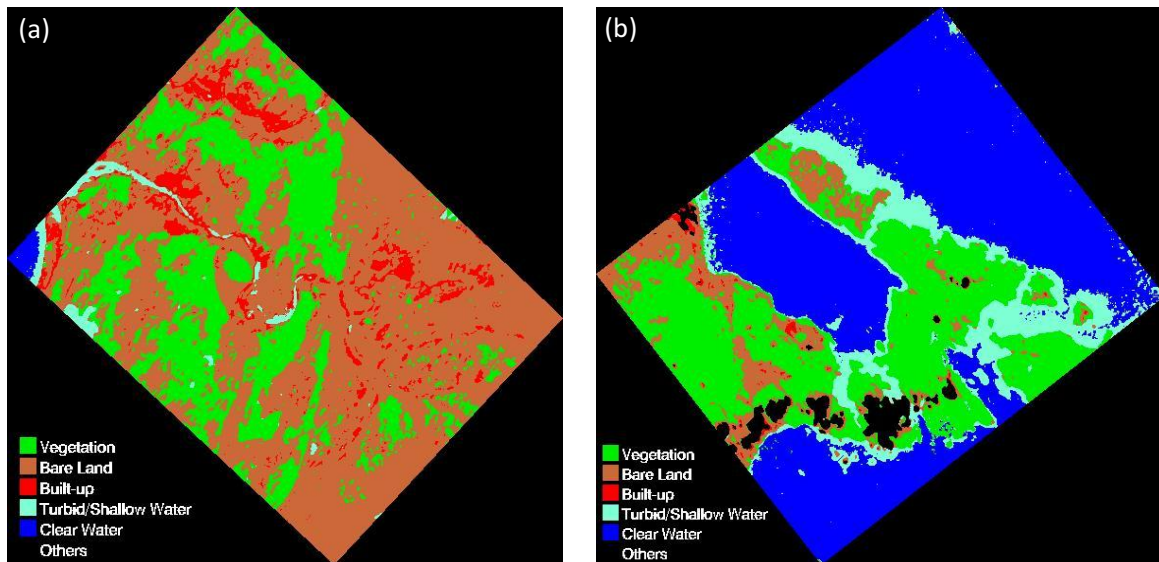 (a)
Vegetation
Bare Land
Built-up
Turbid/Shallow Water
Clear Water
Others
(b)
Vegetation
Bare Land
Built-up
Turbid/Shallow Water
Clear Water
Others